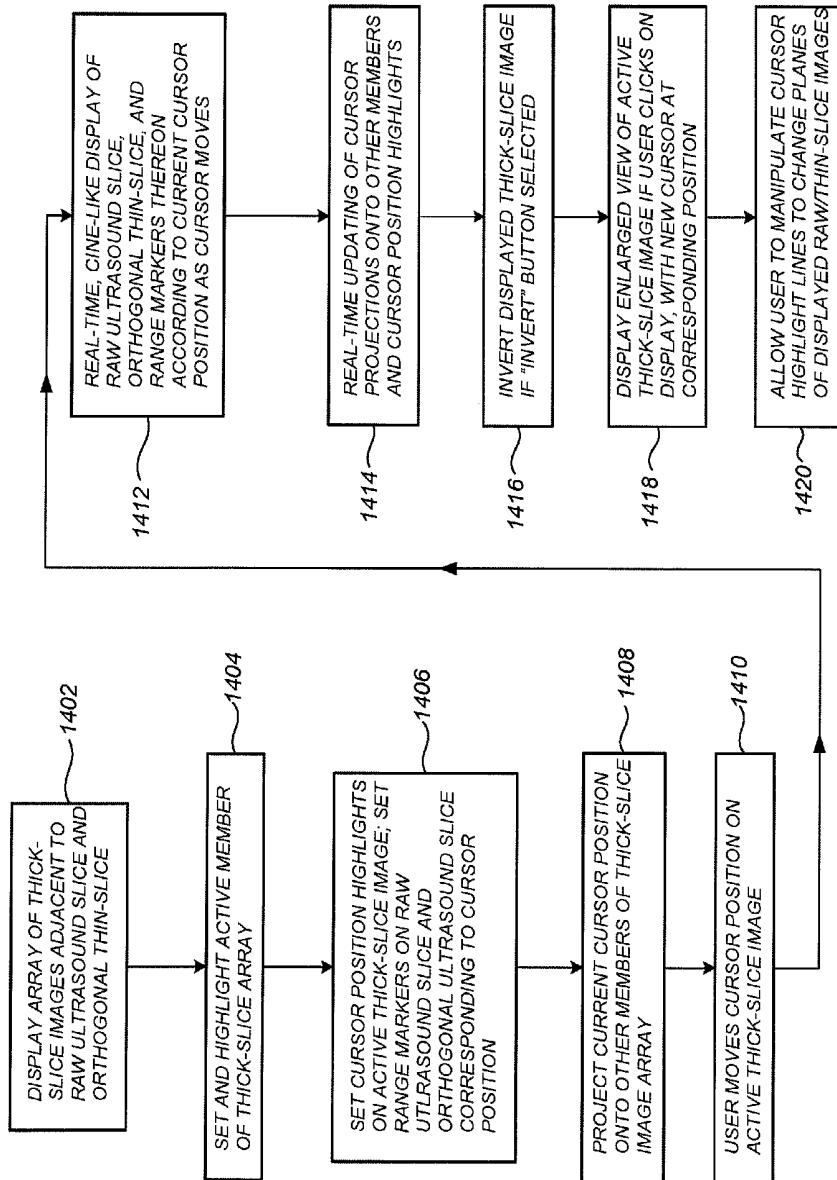 1402
DISPLAY ARRAY OF THICK-
SLICE IMAGES ADJACENT TO
RAW ULTRASOUND SLICE AND
ORTHOGONAL THIN-SLICE
1404
SET AND HIGHLIGHT ACTIVE MEMBER
OF THICK-SLICE ARRAY
1406
SET CURSOR POSITION HIGHLIGHTS
ON ACTIVE THICK-SLICE IMAGE; SET
RANGE MARKERS ON RAW
UTLRASOUND SLICE AND
ORTHOGONAL ULTRASOUND SLICE
CORRESPONDING TO CURSOR
POSITION
1408
PROJECT CURRENT CURSOR POSITION
ONTO OTHER MEMBERS OF THICK-SLICE
IMAGE ARRAY
1410
USER MOVES CURSOR POSITION ON
ACTIVE THICK-SLICE IMAGE
1412
REAL-TIME, CINE-LIKE DISPLAY OF
RAW ULTRASOUND SLICE,
ORTHOGONAL THIN-SLICE, AND
RANGE MARKERS THEREON
ACCORDING TO CURRENT CURSOR
POSITION AS CURSOR MOVES
1414
REAL-TIME UPDATING OF CURSOR
PROJECTIONS ONTO OTHER MEMBERS
AND CURSOR POSITION HIGHLIGHTS
1416
INVERT DISPLAYED THICK-SLICE IMAGE
IF "INVERT" BUTTON SELECTED
1418
DISPLAY ENLARGED VIEW OF ACTIVE
THICK-SLICE IMAGE IF USER CLICKS ON
DISPLAY, WITH NEW CURSOR AT
CORRESPONDING POSITION
1420
ALLOW USER TO MANIPULATE CURSOR
HIGHLIGHT LINES TO CHANGE PLANES
OF DISPLAYED RAW/THIN-SLICE IMAGES